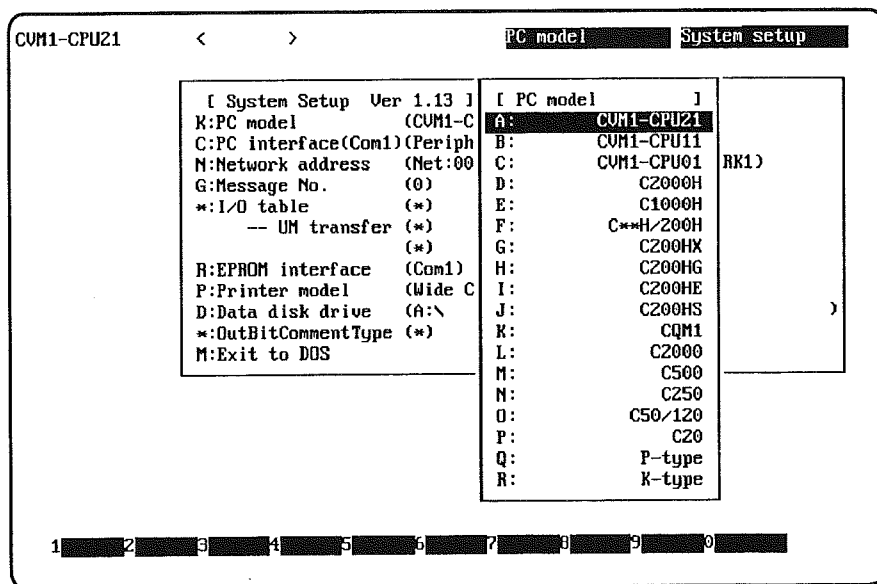 CVM1-CPU21 < > PC model System setup
[ System Setup Ver 1.13 ]
K:PC model (CVM1-C
C:PC interface(Com1)(Periph
N:Network address (Net:00
G:Message No. (0)
*:I/O table (*)
-- UM transfer (*)
(*)
R:EPROM interface (Com1)
P:Printer model (Wide C
D:Data disk drive (A:\
*:OutBitCommentType (*)
M:Exit to DOS
[ PC model ]
A: CVM1-CPU21
B: CVM1-CPU11
C: CVM1-CPU01
D: C2000H
E: C1000H
F: C**H/200H
G: C200HX
H: C200HG
I: C200HE
J: C200HS
K: CQM1
L: C2000
M: C500
N: C250
O: C50/120
P: C20
Q: P-type
R: K-type
RK1)
)
1 2 3 4 5 6 7 8 9 0